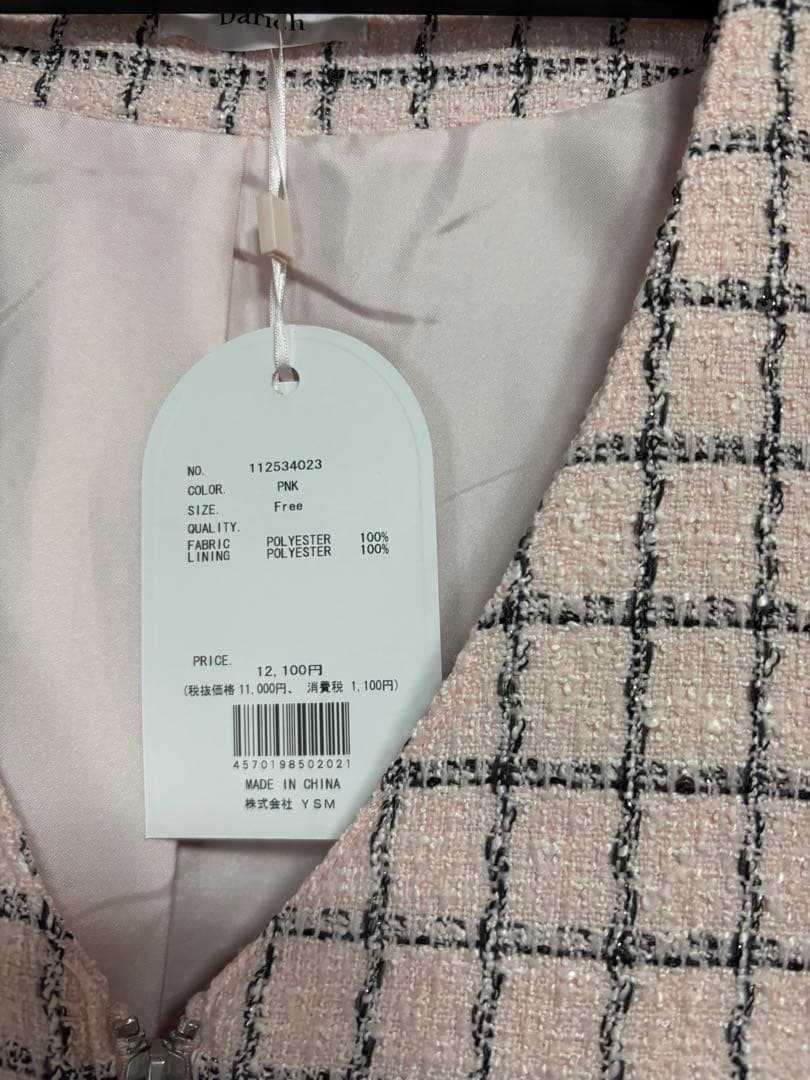 Darich
NO. 112534023
COLOR. PNK
SIZE. Free
QUALITY.
FABRIC POLYESTER 100%
LINING POLYESTER 100%
PRICE. 12,100円
(税抜価格 11,000円、 消費税 1,100円)
4570198502021
MADE IN CHINA
株式会社 YSM